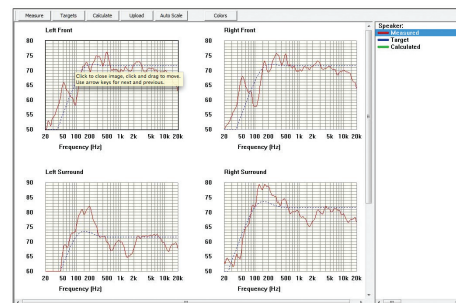 Measure Targets Calculate Upload Auto Scale Colors
Speaker:
Measured
Target
Calculated
Left Front
80
75
70
65
60
55
50
20 50 100 200 500 1k 2k 5k 10k 20k
Frequency (Hz)
Click to close image, click and drag to move.
Use arrow keys for next and previous.
Right Front
80
75
70
65
60
55
50
20 50 100 200 500 1k 2k 5k 10k 20k
Frequency (Hz)
Left Surround
90
85
80
75
70
65
60
20 50 100 200 500 1k 2k 5k 10k 20k
Frequency (Hz)
Right Surround
80
75
70
65
60
55
50
20 50 100 200 500 1k 2k 5k 10k 20k
Frequency (Hz)